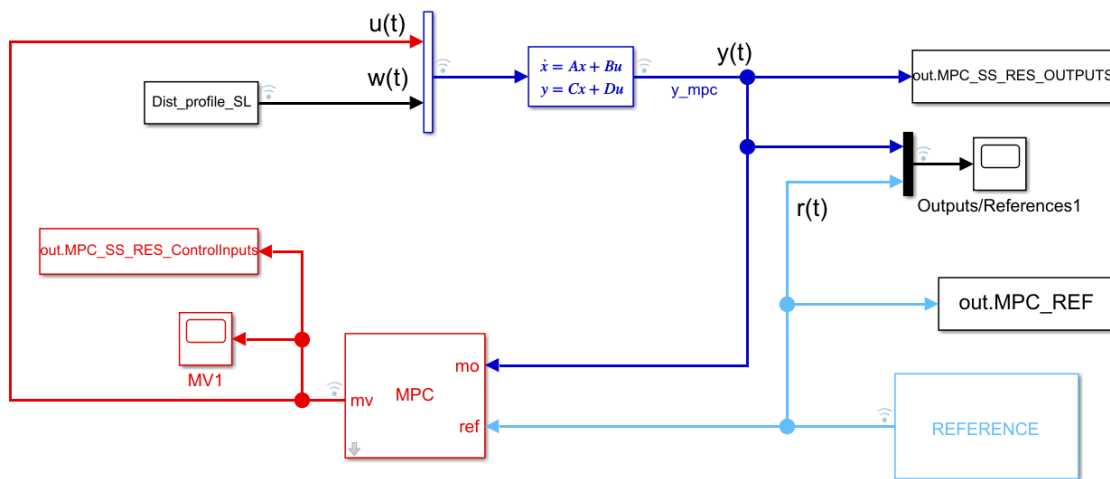 u(t)
w(t)
Dist_profile_SL
ẋ = Ax + Bu
y = Cx + Du
y(t)
y_mpc
out.MPC_SS_RES_OUTPUTS
Outputs/References1
r(t)
out.MPC_SS_RES_ControlInputs
out.MPC_REF
MV1
mo
MPC
mv
ref
REFERENCE